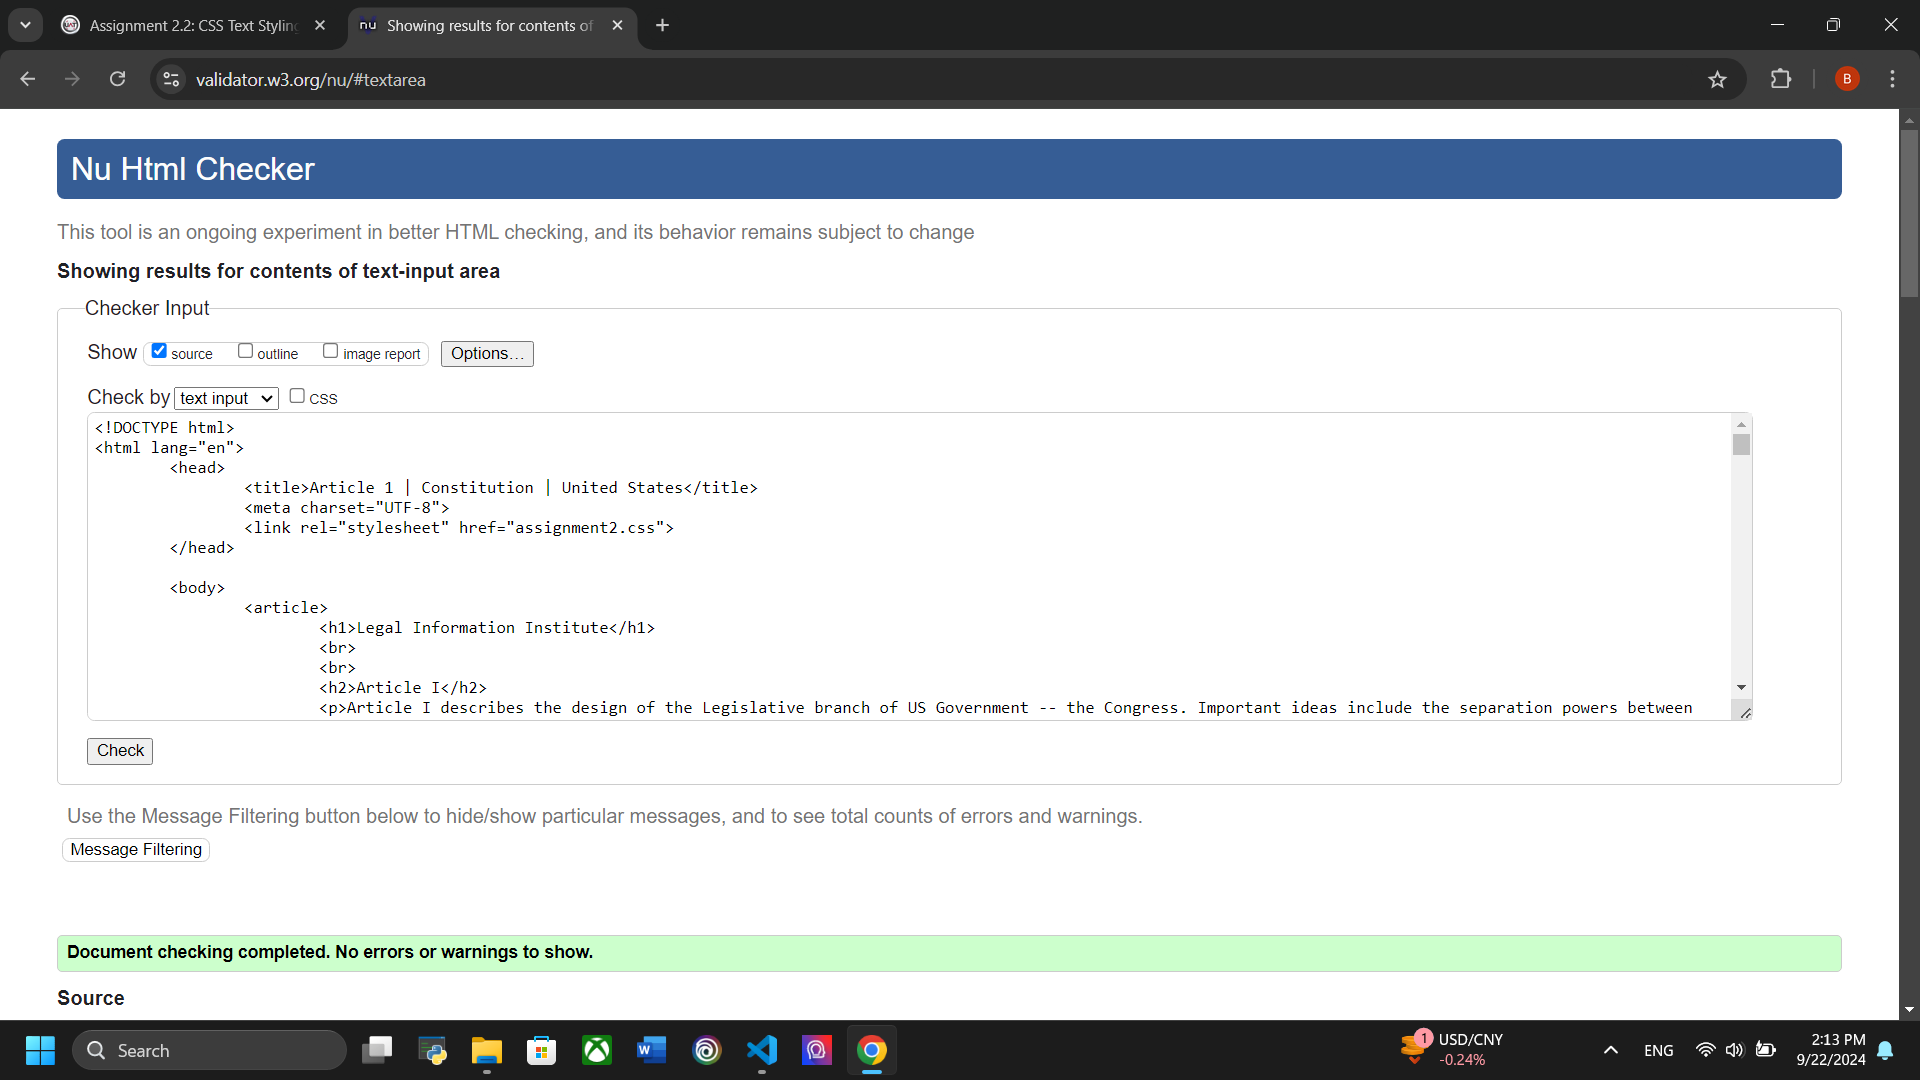 Assignment 2.2: CSS Text Styling
Showing results for contents of
validator.w3.org/nu/#textarea
B
Nu Html Checker
This tool is an ongoing experiment in better HTML checking, and its behavior remains subject to change
Showing results for contents of text-input area
Checker Input
Show source outline image report Options...
Check by text input CSS
<!DOCTYPE html>
<html lang="en">
<head>
<title>Article 1 | Constitution | United States</title>
<meta charset="UTF-8">
<link rel="stylesheet" href="assignment2.css">
</head>
<body>
<article>
<h1>Legal Information Institute</h1>
<br>
<br>
<h2>Article I</h2>
<p>Article I describes the design of the Legislative branch of US Government -- the Congress. Important ideas include the separation powers between
Check
Use the Message Filtering button below to hide/show particular messages, and to see total counts of errors and warnings.
Message Filtering
Document checking completed. No errors or warnings to show.
Source
Search
1
USD/CNY
-0.24%
ENG
2:13 PM
9/22/2024